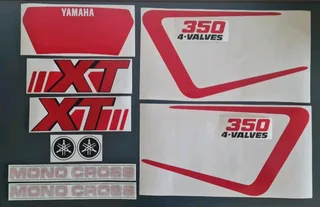 YAMAHA
XT
XT
MONO CROSS
MONO CROSS
350
4-VALVES
350
4-VALVES